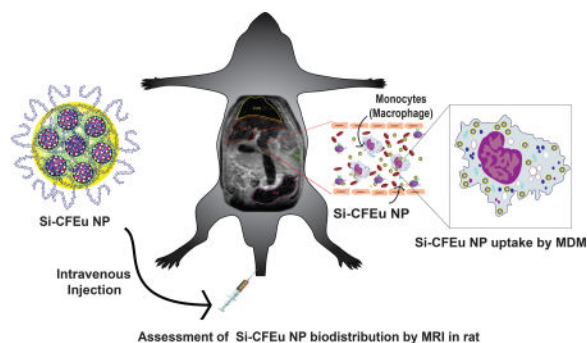 Monocytes
(Macrophage)
Si-CFEu NP
Si-CFEu NP
Si-CFEu NP uptake by MDM
Intravenous
Injection
Assessment of Si-CFEu NP biodistribution by MRI in rat